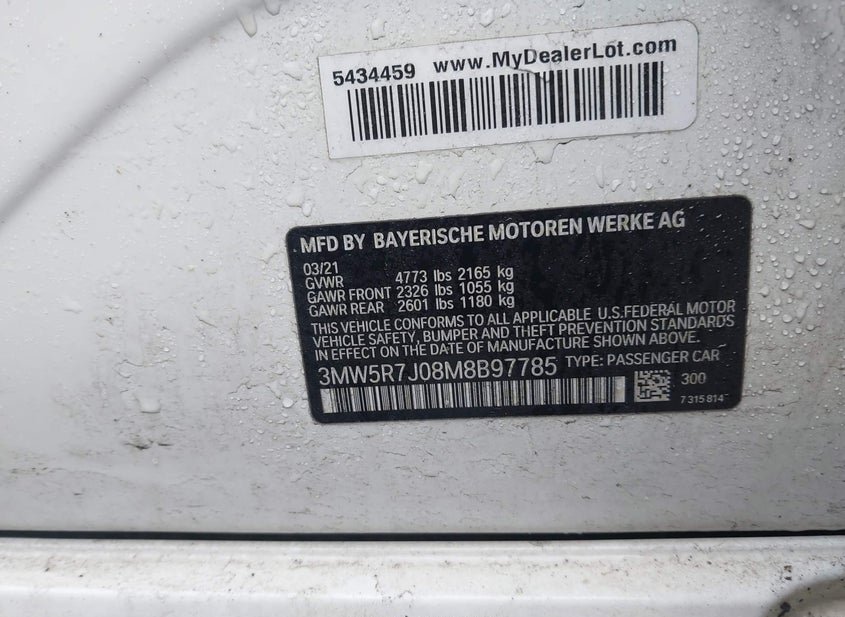 5434459 www.MyDealerLot.com
MFD BY BAYERISCHE MOTOREN WERKE AG
03/21
GVWR 4773 lbs 2165 kg
GAWR FRONT 2326 lbs 1055 kg
GAWR REAR 2601 lbs 1180 kg
THIS VEHICLE CONFORMS TO ALL APPLICABLE U.S.FEDERAL MOTOR
VEHICLE SAFETY, BUMPER AND THEFT PREVENTION STANDARDS
IN EFFECT ON THE DATE OF MANUFACTURE SHOWN ABOVE.
3MW5R7J08M8B97785 TYPE: PASSENGER CAR
300
7 315 814